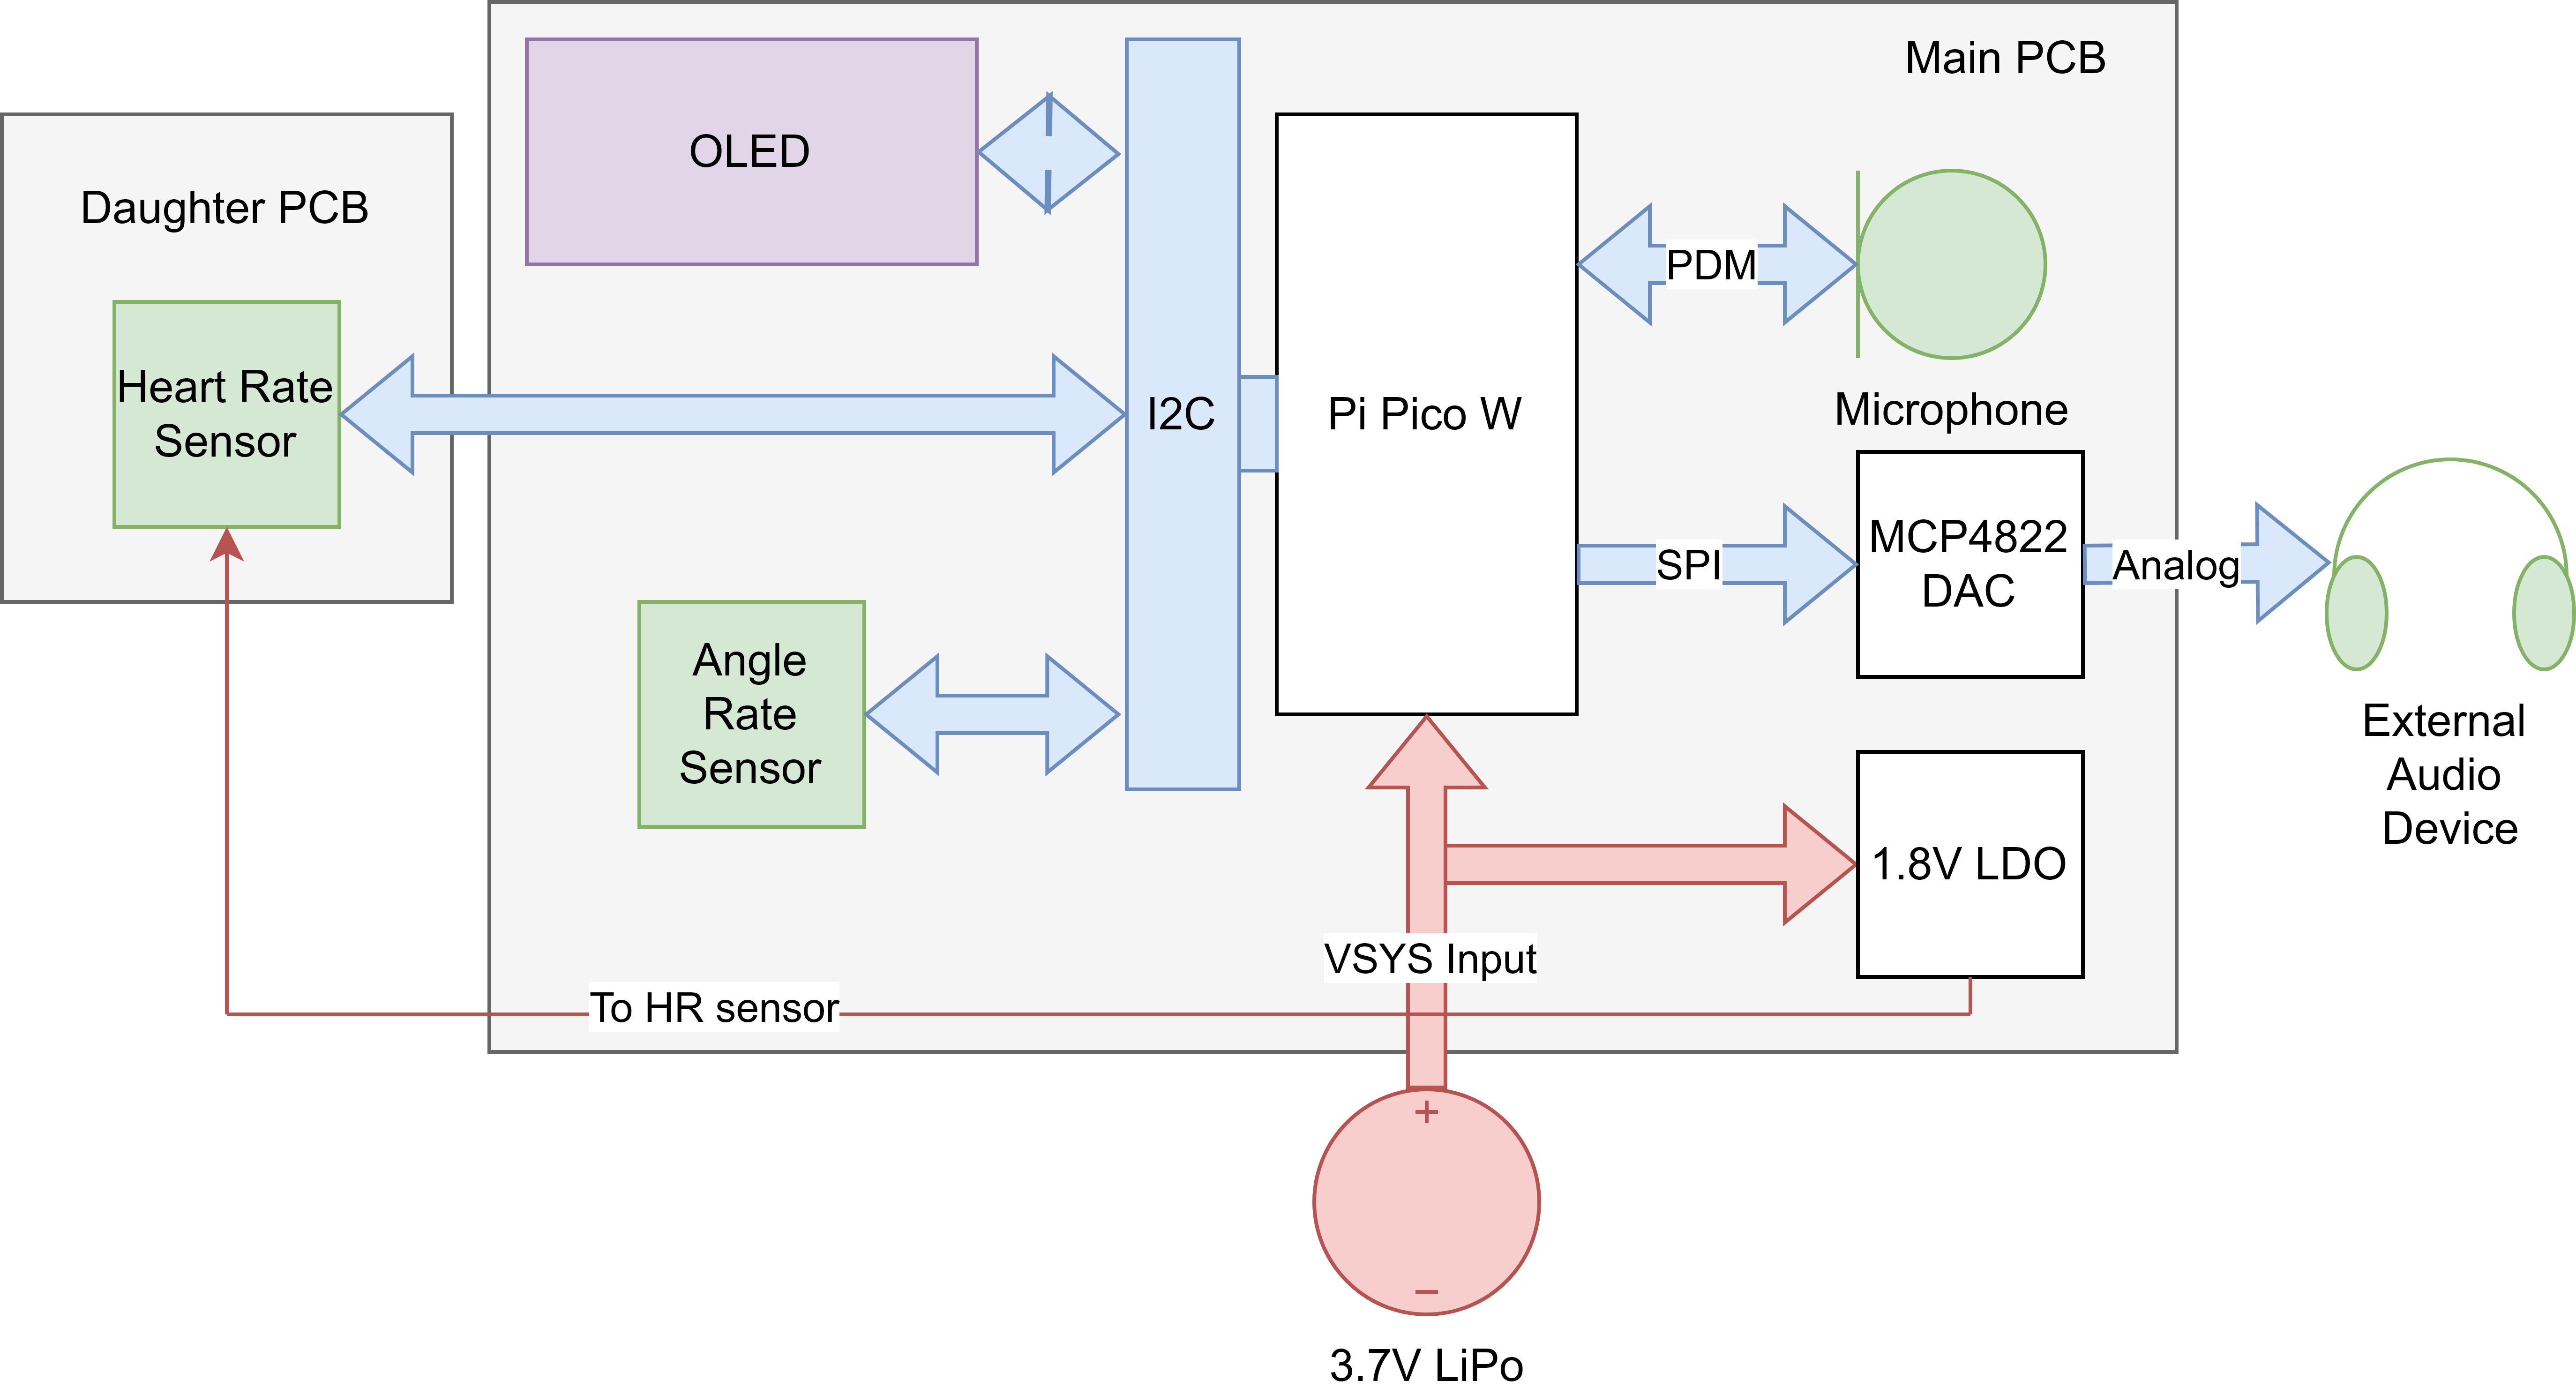 Main PCB
OLED
Daughter PCB
Heart Rate
Sensor
I2C
Pi Pico W
PDM
Microphone
SPI
MCP4822
DAC
Analog
External
Audio
Device
Angle
Rate
Sensor
1.8V LDO
VSYS Input
To HR sensor
+
−
3.7V LiPo